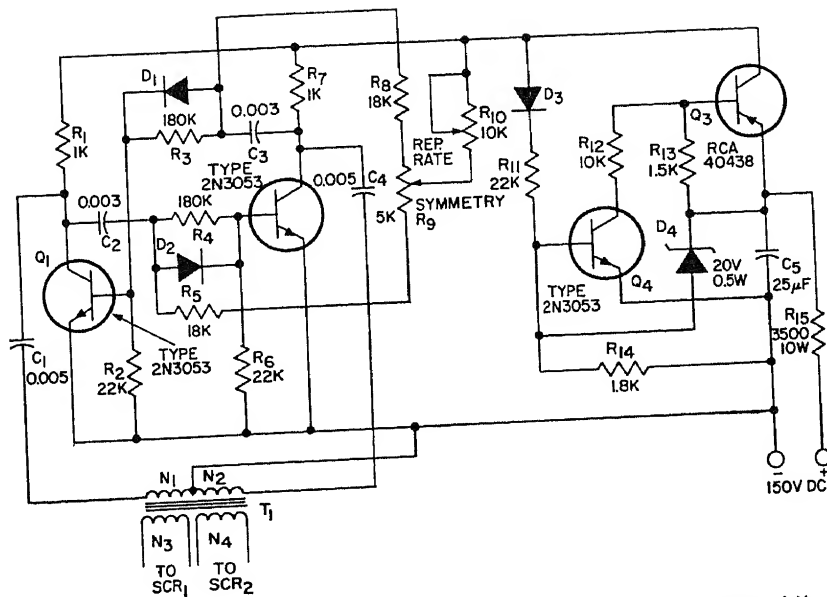 D1
R7
1K
R8
18K
180K
0.003
R1
1K
R3
C3
R10
10K
REP.
RATE
D3
Q3
RCA
40438
R12
10K
R13
1.5K
R11
22K
TYPE
2N3053
0.005
C4
0.003
C2
180K
R4
D2
SYMMETRY
5K
R9
D4
20V
0.5W
C5
25µF
Q1
R5
18K
TYPE
2N3053
Q4
R15
3500
10W
C1
0.005
R2
22K
TYPE
2N3053
R6
22K
R14
1.8K
N1
N2
T1
N3
N4
TO
SCR1
TO
SCR2
-
+
150V DC